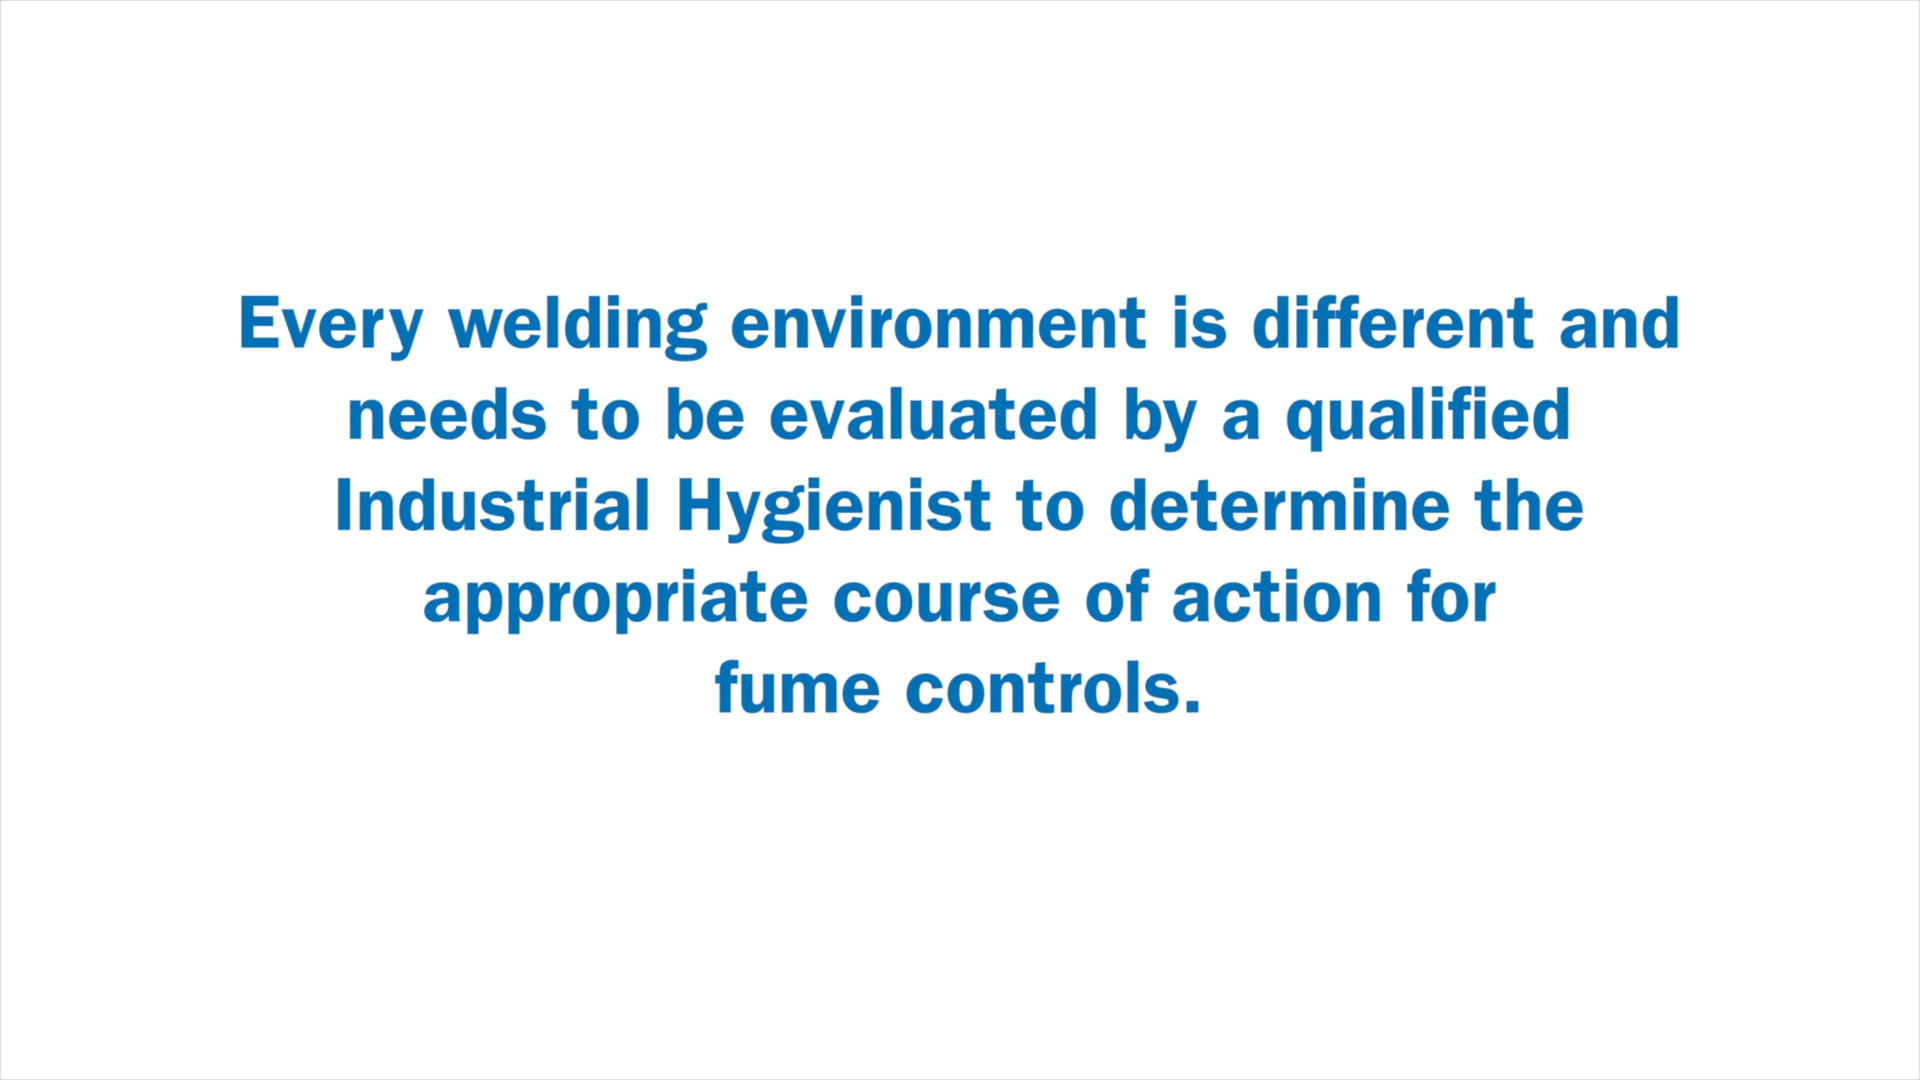 Every welding environment is different and
needs to be evaluated by a qualified
Industrial Hygienist to determine the
appropriate course of action for
fume controls.